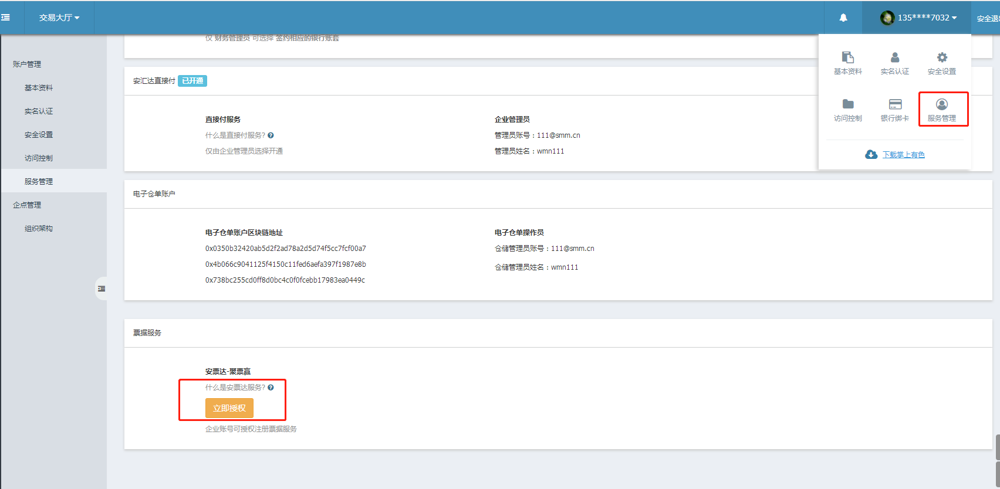 交易大厅
135****7032
安全退
仅 财务管理员 可选择 签约相应的银行账套
账户管理
基本资料
实名认证
安全设置
访问控制
服务管理
企点管理
组织架构
基本资料
实名认证
安全设置
访问控制
银行绑卡
服务管理
下载掌上有色
安汇达直接付 已开通
直接付服务
什么是直接付服务?
仅由企业管理员选择开通
企业管理员
管理员账号：111@smm.cn
管理员姓名：wmn111
电子仓单账户
电子仓单账户区块链地址
0x0350b32420ab5d2f2ad78a2d5d74f5cc7fcf00a7
0x4b066c9041125f4150c11fed6aefa397f1987e8b
0x738bc255cd0ff8d0bc4c0f0fcebb17983ea0449c
电子仓单操作员
仓储管理员账号：111@smm.cn
仓储管理员姓名：wmn111
票据服务
安票达-聚票赢
什么是安票达服务?
立即授权
企业账号可授权注册票据服务